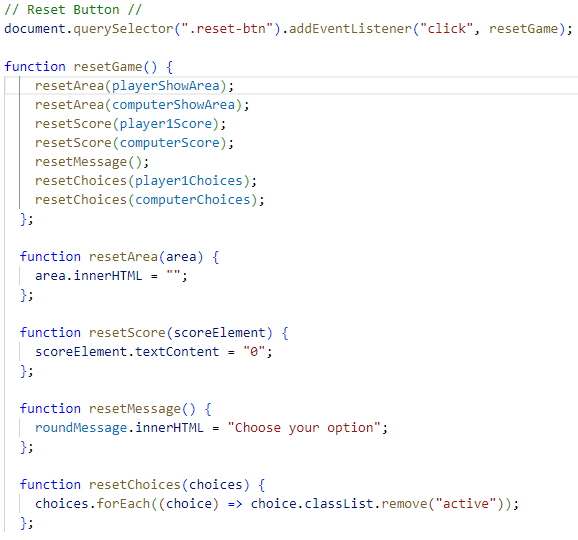 // Reset Button //
document.querySelector(".reset-btn").addEventListener("click", resetGame);
function resetGame() {
resetArea(playerShowArea);
resetArea(computerShowArea);
resetScore(player1Score);
resetScore(computerScore);
resetMessage();
resetChoices(player1Choices);
resetChoices(computerChoices);
};
function resetArea(area) {
area.innerHTML = "";
};
function resetScore(scoreElement) {
scoreElement.textContent = "0";
};
function resetMessage() {
roundMessage.innerHTML = "Choose your option";
};
function resetChoices(choices) {
choices.forEach((choice) => choice.classList.remove("active"));
};